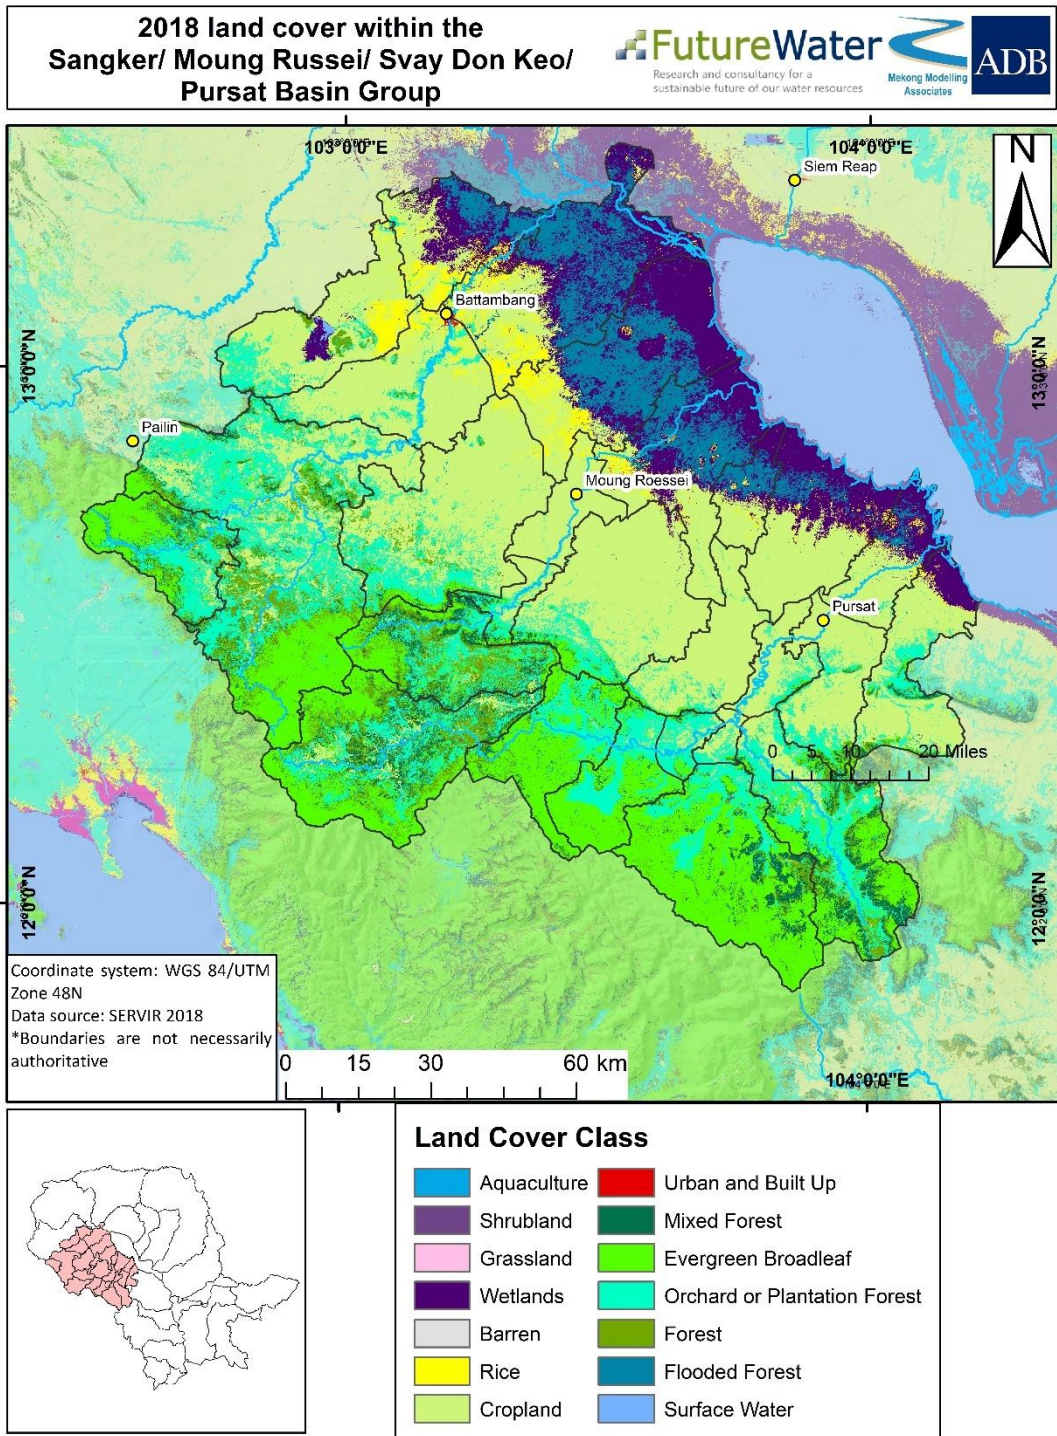 2018 land cover within the
Sangker/ Moung Russei/ Svay Don Keo/
Pursat Basin Group
FutureWater
Research and consultancy for a
sustainable future of our water resources
Mekong Modelling
Associates
ADB
103°0'0"E
104°0'0"E
N
Siem Reap
Battambang
13°0'0"N
13°0'0"N
Pailin
Moung Roessei
Pursat
0 5 10 20 Miles
12°0'0"N
12°0'0"N
Coordinate system: WGS 84/UTM
Zone 48N
Data source: SERVIR 2018
*Boundaries are not necessarily
authoritative
0 15 30 60 km
104°0'0"E
Land Cover Class
Aquaculture
Urban and Built Up
Shrubland
Mixed Forest
Grassland
Evergreen Broadleaf
Wetlands
Orchard or Plantation Forest
Barren
Forest
Rice
Flooded Forest
Cropland
Surface Water